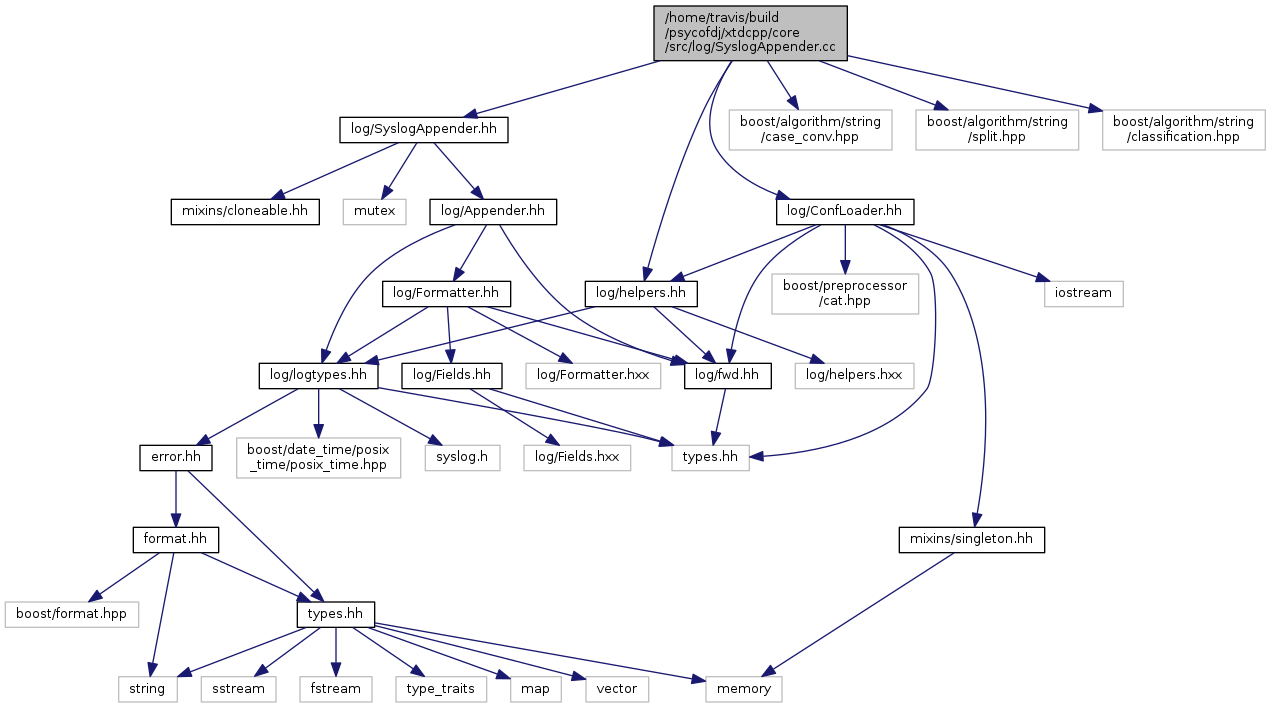 /home/travis/build
/psycofdj/xtdcpp/core
/src/log/SyslogAppender.cc
log/SyslogAppender.hh
boost/algorithm/string
/case_conv.hpp
boost/algorithm/string
/split.hpp
boost/algorithm/string
/classification.hpp
mixins/cloneable.hh
mutex
log/Appender.hh
log/ConfLoader.hh
log/Formatter.hh
log/helpers.hh
boost/preprocessor
/cat.hpp
iostream
log/logtypes.hh
log/Fields.hh
log/Formatter.hxx
log/fwd.hh
log/helpers.hxx
error.hh
boost/date_time/posix
_time/posix_time.hpp
syslog.h
log/Fields.hxx
types.hh
format.hh
mixins/singleton.hh
boost/format.hpp
types.hh
string
sstream
fstream
type_traits
map
vector
memory